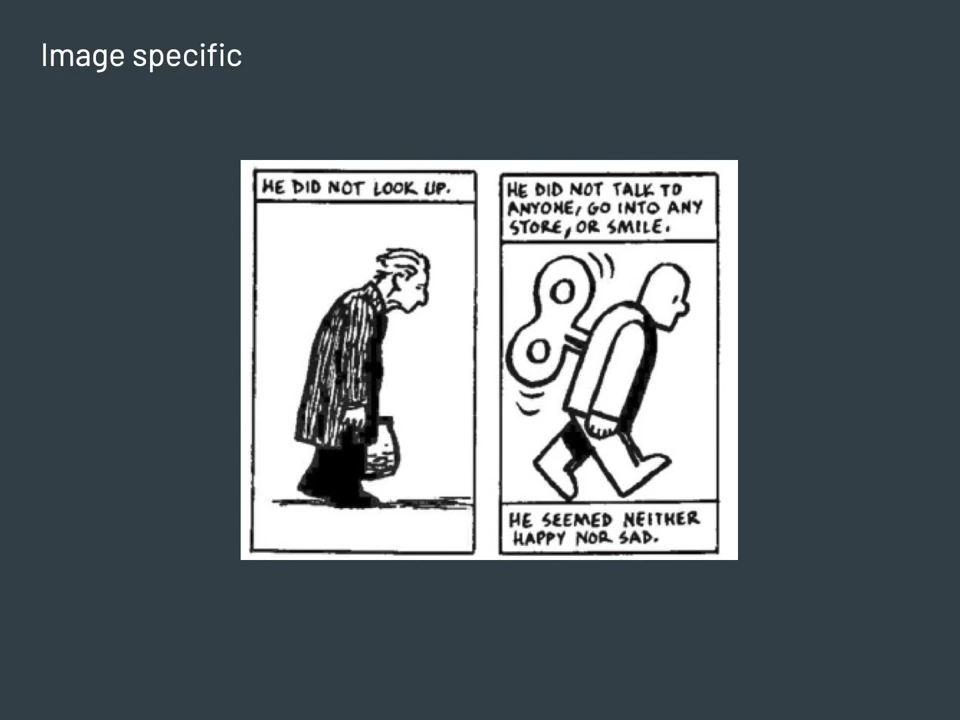 Image specific
HE DID NOT LOOK UP.
HE DID NOT TALK TO
ANYONE, GO INTO ANY
STORE, OR SMILE.
HE SEEMED NEITHER
HAPPY NOR SAD.